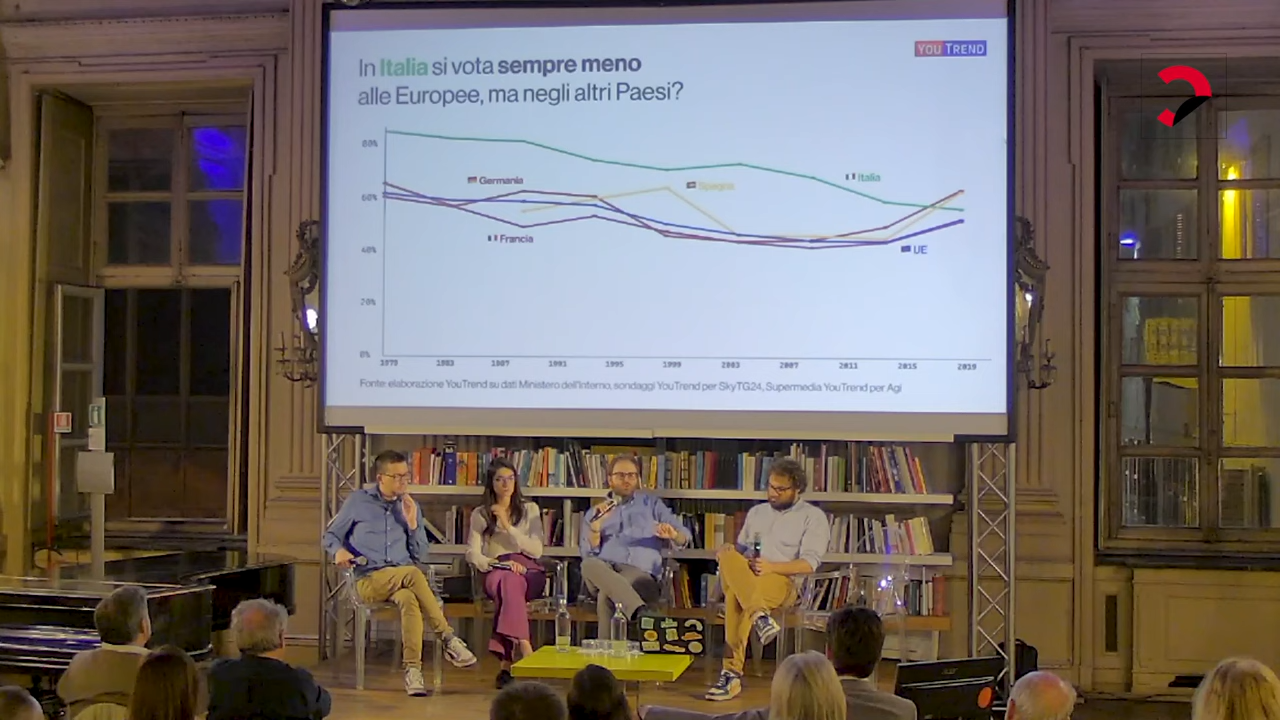 YOU TREND
In Italia si vota sempre meno
alle Europee, ma negli altri Paesi?
80%
60%
40%
20%
0%
Germania
Spagna
Italia
Francia
UE
1979 1983 1987 1991 1995 1999 2003 2007 2011 2015 2019
Fonte: elaborazione YouTrend su dati Ministero dell'Interno, sondaggi YouTrend per SkyTG24, Supermedia YouTrend per Agi